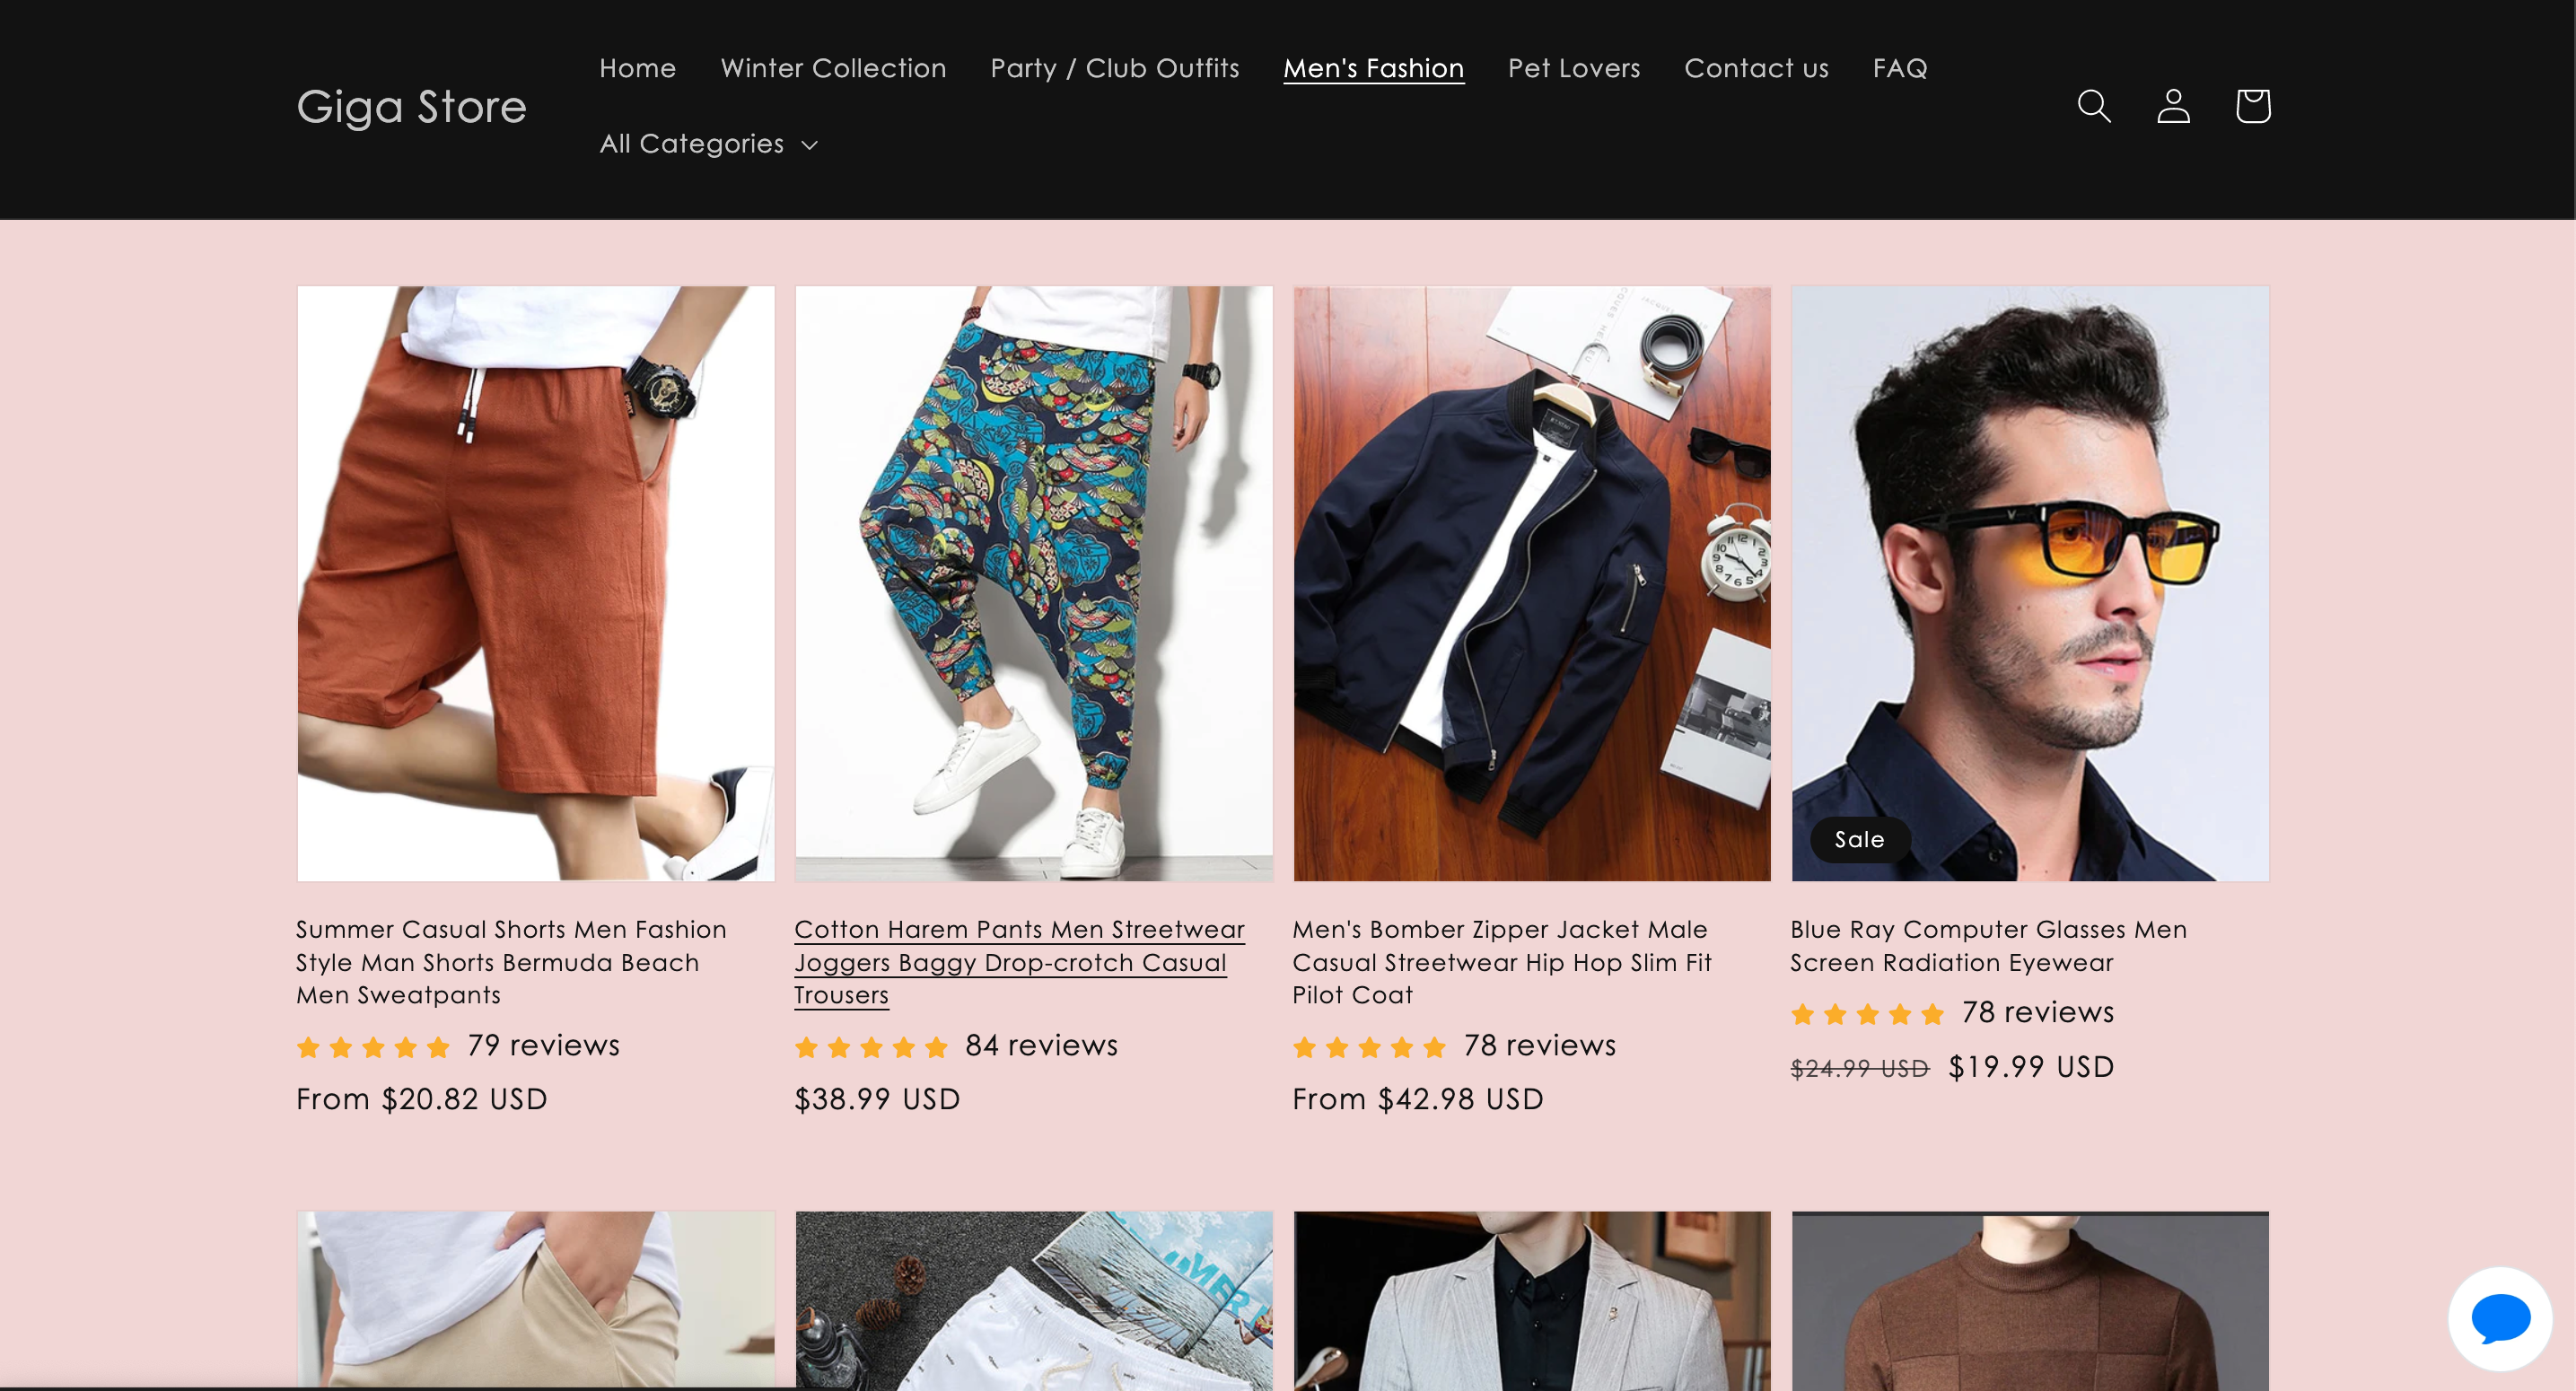 Giga Store
Home
Winter Collection
Party / Club Outfits
Men's Fashion
Pet Lovers
Contact us
FAQ
All Categories
Sale
Summer Casual Shorts Men Fashion
Style Man Shorts Bermuda Beach
Men Sweatpants
79 reviews
From $20.82 USD
Cotton Harem Pants Men Streetwear
Joggers Baggy Drop-crotch Casual
Trousers
84 reviews
$38.99 USD
Men's Bomber Zipper Jacket Male
Casual Streetwear Hip Hop Slim Fit
Pilot Coat
78 reviews
From $42.98 USD
Blue Ray Computer Glasses Men
Screen Radiation Eyewear
78 reviews
$24.99 USD $19.99 USD